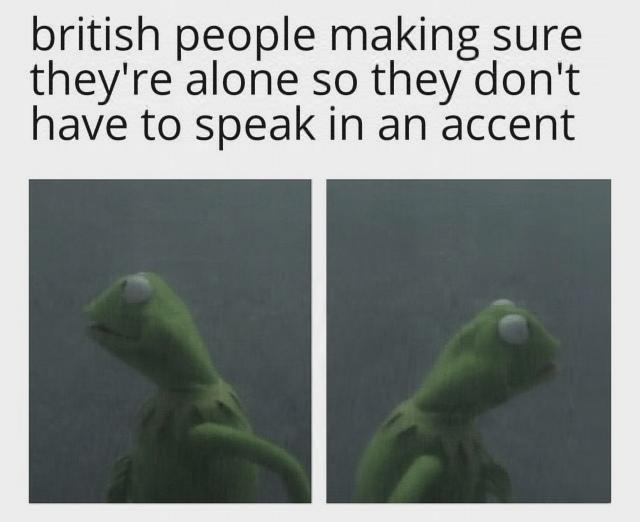 british people making sure
they're alone so they don't
have to speak in an accent